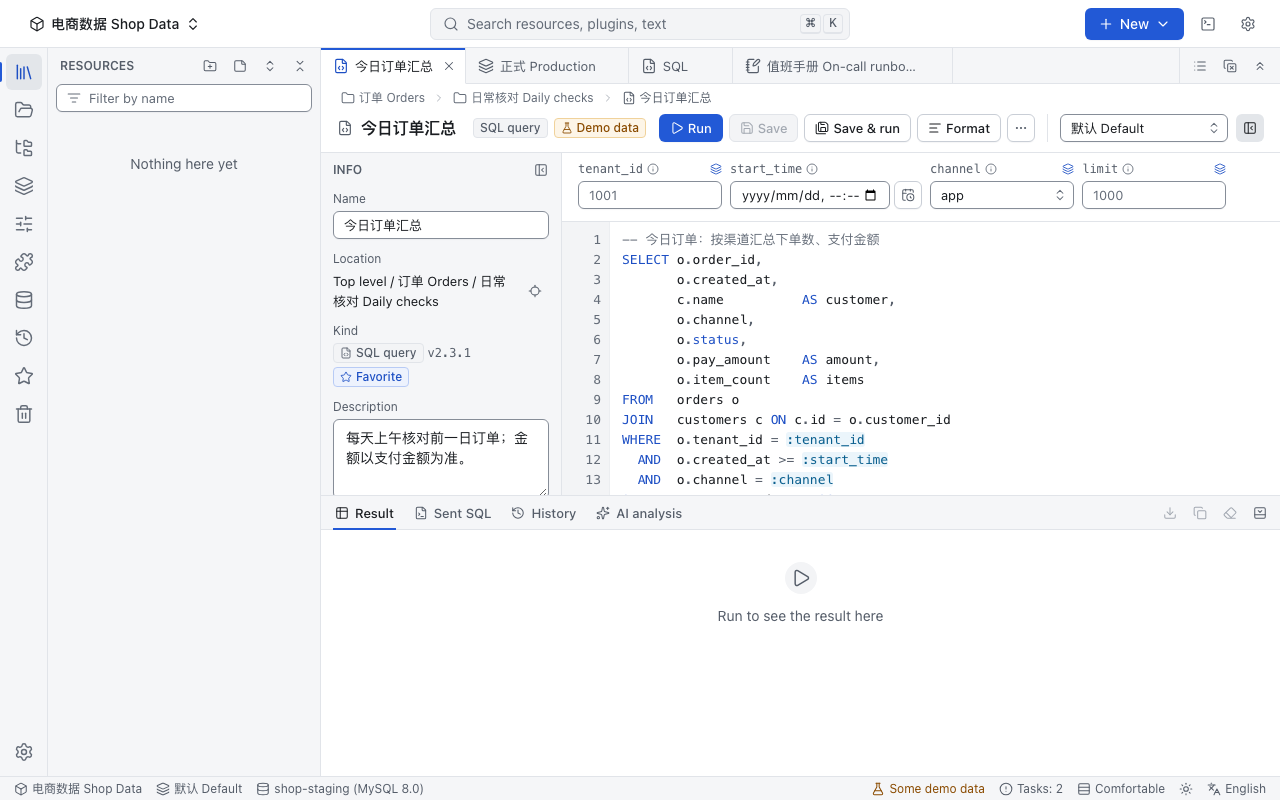 电商数据 Shop Data
Search resources, plugins, text
⌘ K
New
RESOURCES
Filter by name
Nothing here yet
今日订单汇总
正式 Production
SQL
值班手册 On-call runbo...
订单 Orders
日常核对 Daily checks
今日订单汇总
今日订单汇总
SQL query
Demo data
Run
Save
Save & run
Format
默认 Default
INFO
Name
今日订单汇总
Location
Top level / 订单 Orders / 日常
核对 Daily checks
Kind
SQL query v2.3.1
Favorite
Description
每天上午核对前一日订单；金
额以支付金额为准。
tenant_id
1001
start_time
yyyy/mm/dd, --:--
channel
app
limit
1000
1 -- 今日订单：按渠道汇总下单数、支付金额
2 SELECT o.order_id,
3 o.created_at,
4 c.name AS customer,
5 o.channel,
6 o.status,
7 o.pay_amount AS amount,
8 o.item_count AS items
9 FROM orders o
10 JOIN customers c ON c.id = o.customer_id
11 WHERE o.tenant_id = :tenant_id
12 AND o.created_at >= :start_time
13 AND o.channel = :channel
Result
Sent SQL
History
AI analysis
Run to see the result here
电商数据 Shop Data
默认 Default
shop-staging (MySQL 8.0)
Some demo data
Tasks: 2
Comfortable
English